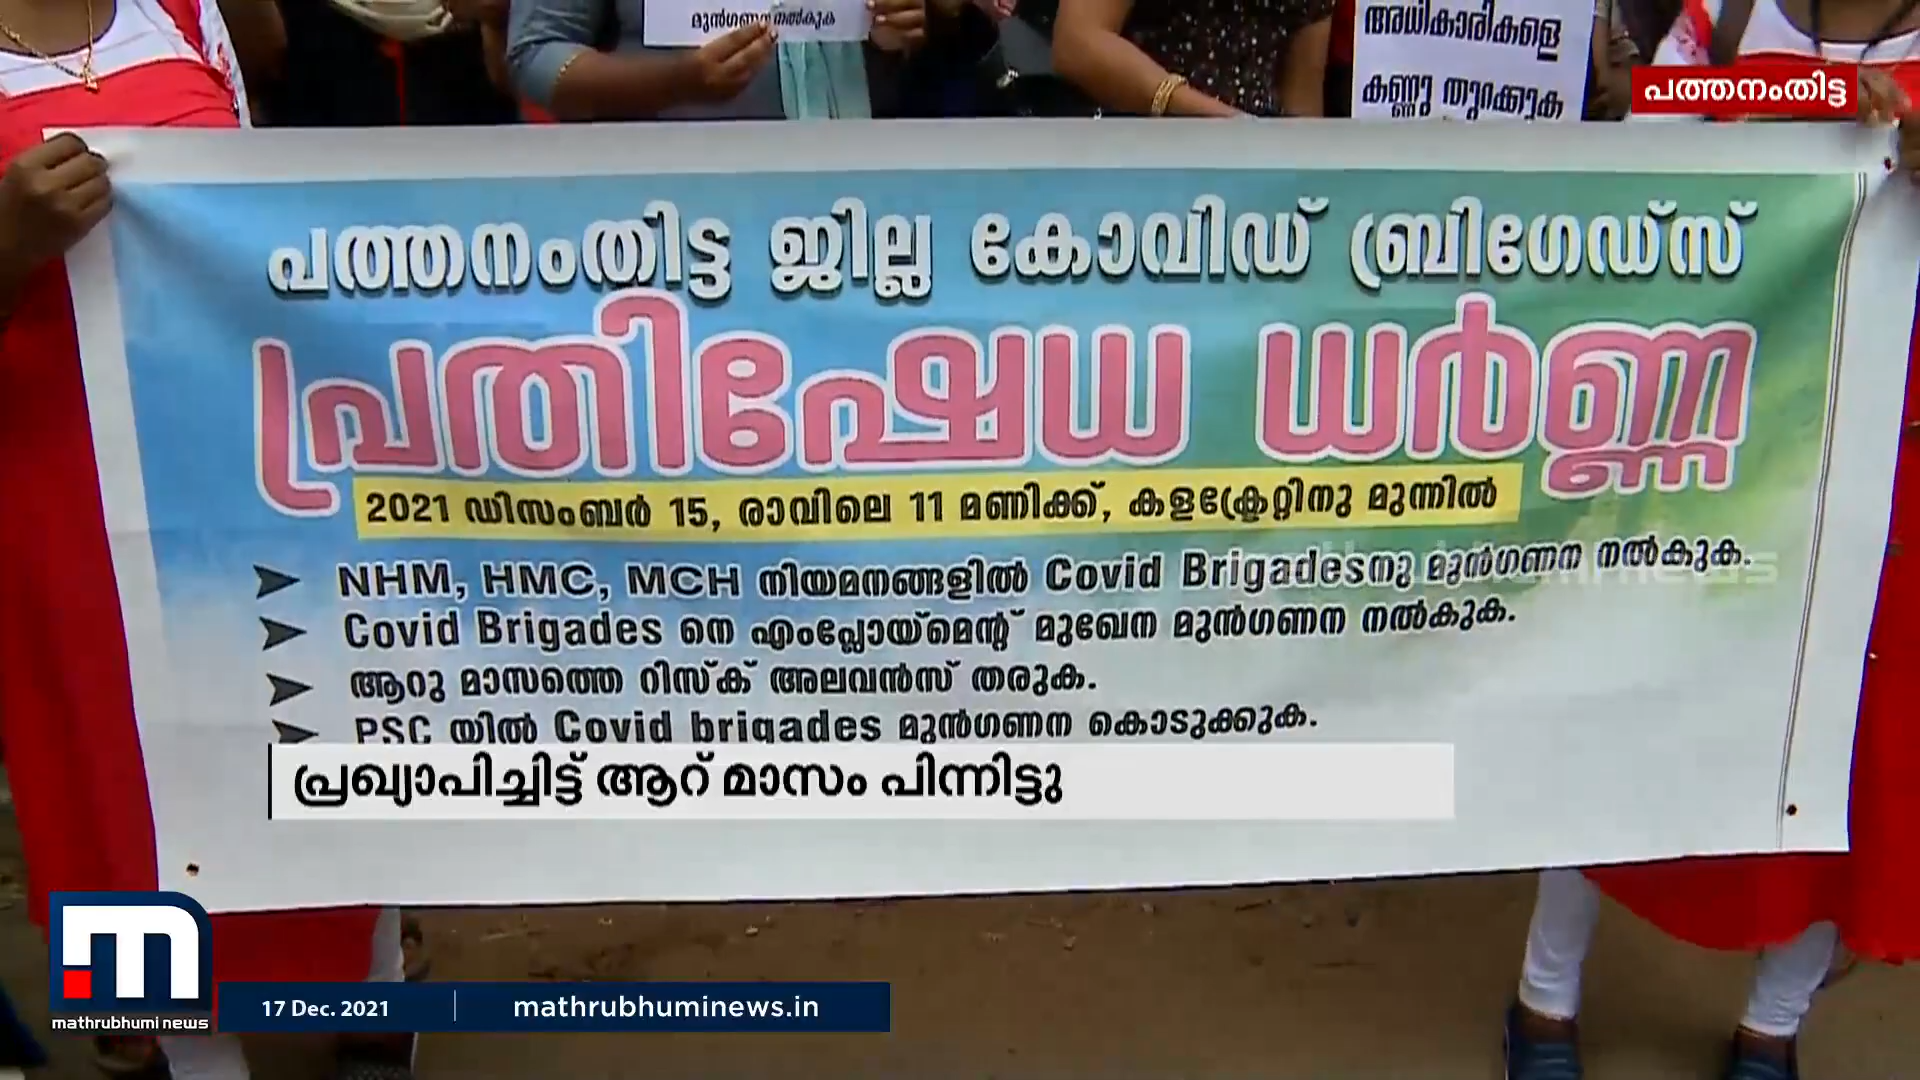 മുൻഗണന നൽകുക
അധികാരികളെ
കണ്ണു തുറക്കുക
പത്തനംതിട്ട
പത്തനംതിട്ട ജില്ല കോവിഡ് ബ്രിഗേഡ്സ്
പ്രതിഷേധ ധർണ്ണ
2021 ഡിസംബർ 15, രാവിലെ 11 മണിക്ക്, കളക്ട്രേറ്റിനു മുന്നിൽ
NHM, HMC, MCH നിയമനങ്ങളിൽ Covid Brigadesനു മുൻഗണന നൽകുക.
Covid Brigades നെ എംപ്ലോയ്മെന്റ് മുഖേന മുൻഗണന നൽകുക.
ആറു മാസത്തെ റിസ്ക് അലവൻസ് തരുക.
PSC യിൽ Covid brigades മുൻഗണന കൊടുക്കുക.
പ്രഖ്യാപിച്ചിട്ട് ആറ് മാസം പിന്നിട്ടു
mathrubhumi news
17 Dec. 2021
mathrubhuminews.in